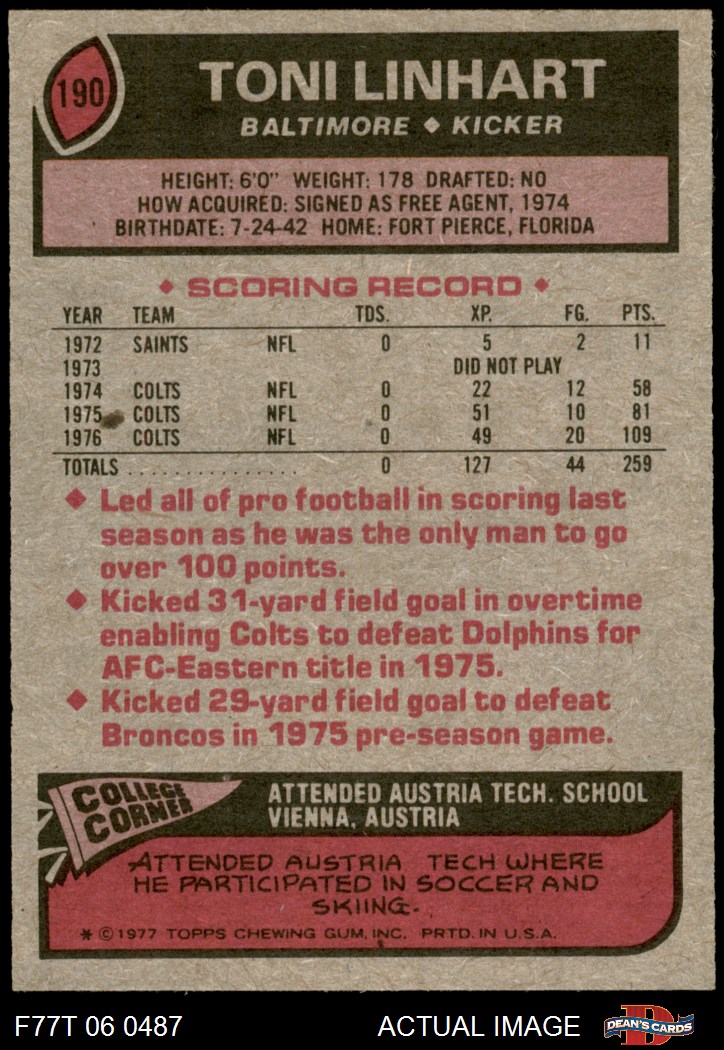 190
TONI LINHART
BALTIMORE ◆ KICKER
HEIGHT: 6'0" WEIGHT: 178 DRAFTED: NO
HOW ACQUIRED: SIGNED AS FREE AGENT, 1974
BIRTHDATE: 7-24-42 HOME: FORT PIERCE, FLORIDA
◆ SCORING RECORD ◆
YEAR TEAM TDS. XP. FG. PTS.
1972 SAINTS NFL 0 5 2 11
1973 DID NOT PLAY
1974 COLTS NFL 0 22 12 58
1975 COLTS NFL 0 51 10 81
1976 COLTS NFL 0 49 20 109
TOTALS ................ 0 127 44 259
◆ Led all of pro football in scoring last
season as he was the only man to go
over 100 points.
◆ Kicked 31-yard field goal in overtime
enabling Colts to defeat Dolphins for
AFC-Eastern title in 1975.
◆ Kicked 29-yard field goal to defeat
Broncos in 1975 pre-season game.
COLLEGE
CORNER
ATTENDED AUSTRIA TECH. SCHOOL
VIENNA, AUSTRIA
ATTENDED AUSTRIA TECH WHERE
HE PARTICIPATED IN SOCCER AND
SKIING.
* © 1977 TOPPS CHEWING GUM, INC. PRTD. IN U.S.A.
F77T 06 0487 ACTUAL IMAGE
D
DEAN'S CARDS